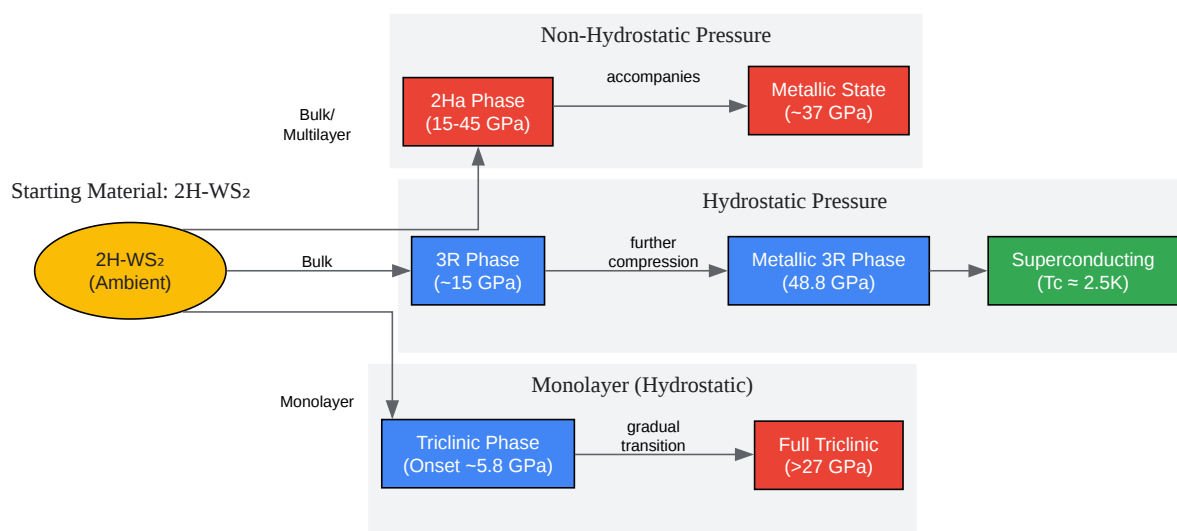 Non-Hydrostatic Pressure
2Ha Phase
(15-45 GPa)
accompanies
Metallic State
(~37 GPa)
Bulk/
Multilayer
Starting Material: 2H-WS₂
2H-WS₂
(Ambient)
Hydrostatic Pressure
Bulk
3R Phase
(~15 GPa)
further
compression
Metallic 3R Phase
(48.8 GPa)
Superconducting
(Tc ≈ 2.5K)
Monolayer (Hydrostatic)
Monolayer
Triclinic Phase
(Onset ~5.8 GPa)
gradual
transition
Full Triclinic
(>27 GPa)